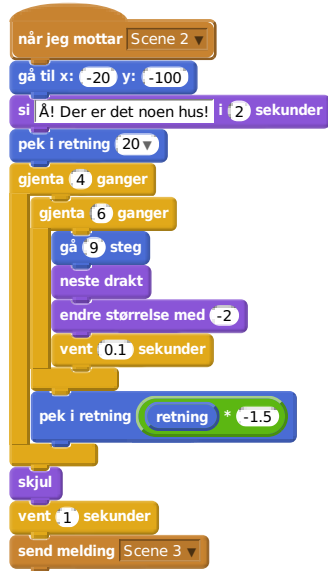 når jeg mottar Scene 2
gå til x: -20 y: -100
si Å! Der er det noen hus! i 2 sekunder
pek i retning 20
gjenta 4 ganger
gjenta 6 ganger
gå 9 steg
neste drakt
endre størrelse med -2
vent 0.1 sekunder
pek i retning retning * -1.5
skjul
vent 1 sekunder
send melding Scene 3